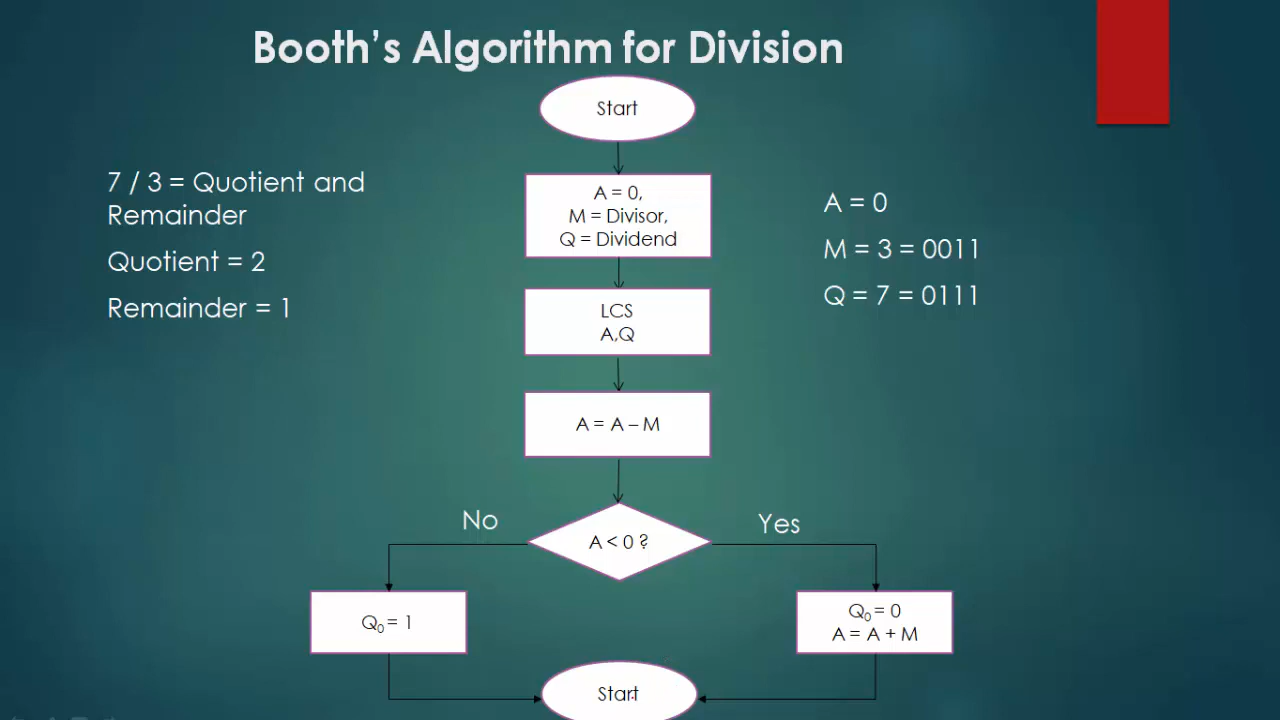 Booth's Algorithm for Division
Start
7 / 3 = Quotient and
Remainder
Quotient = 2
Remainder = 1
A = 0,
M = Divisor,
Q = Dividend
A = 0
M = 3 = 0011
Q = 7 = 0111
LCS
A,Q
A = A – M
No
A < 0 ?
Yes
Q₀ = 1
Q₀ = 0
A = A + M
Start